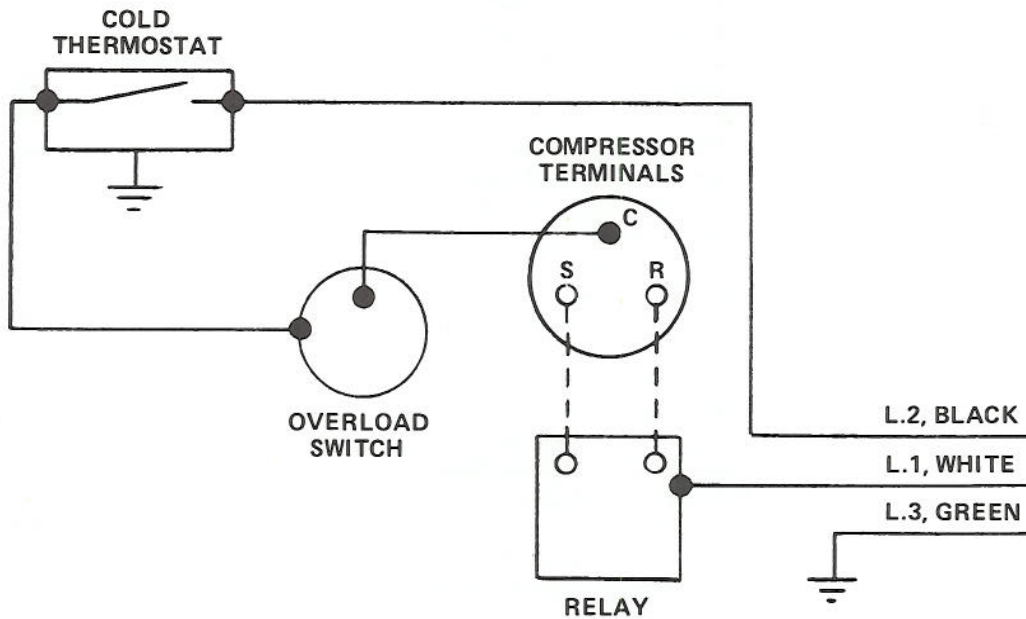 COLD
THERMOSTAT
COMPRESSOR
TERMINALS
C
S R
OVERLOAD
SWITCH
L.2, BLACK
L.1, WHITE
L.3, GREEN
RELAY